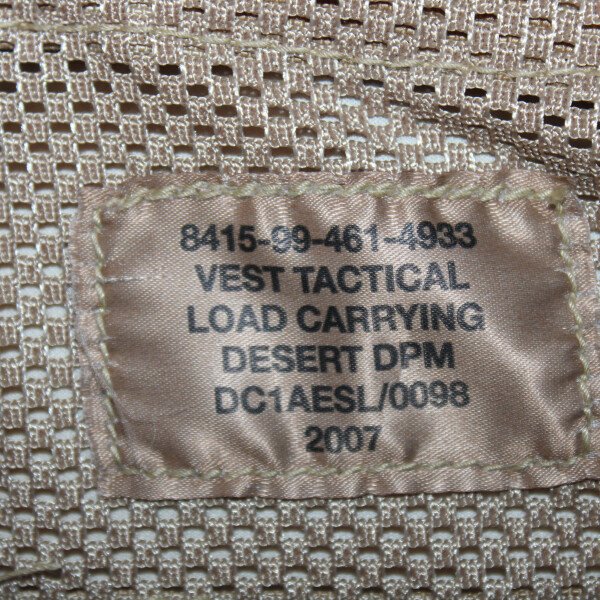 8415-99-461-4933
VEST TACTICAL
LOAD CARRYING
DESERT DPM
DC1AESL/0098
2007